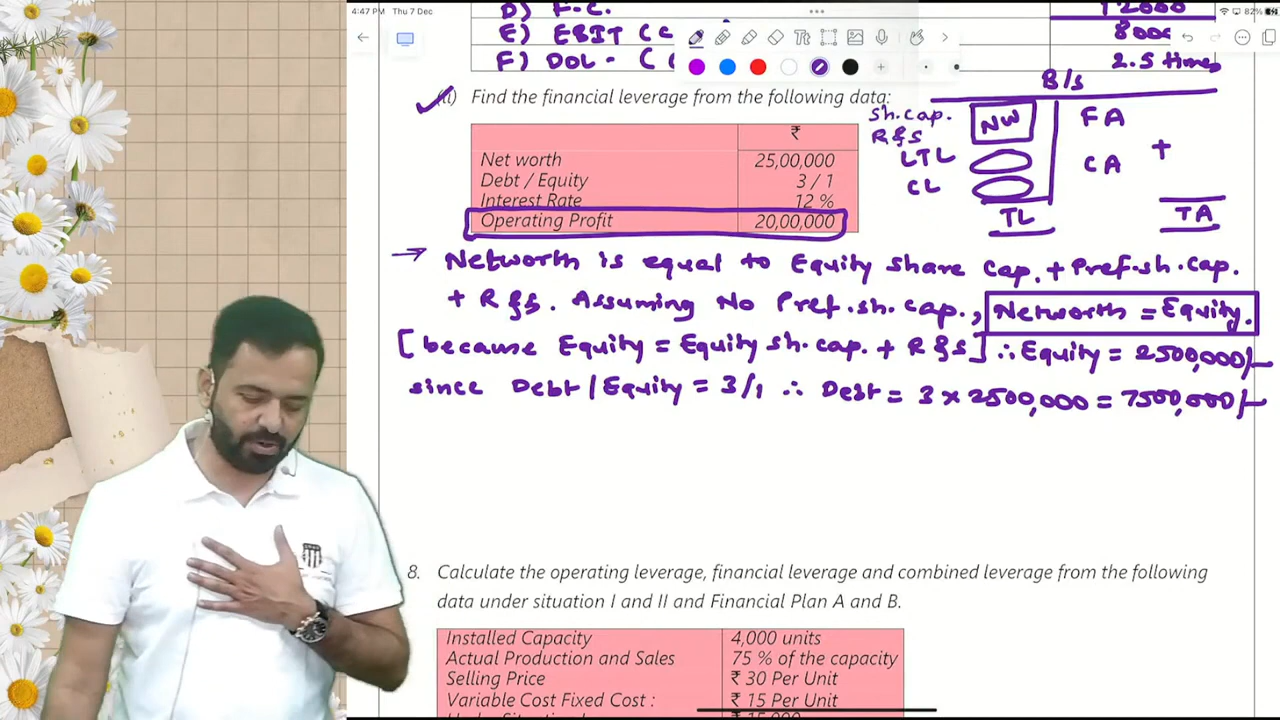 4:47 PM Thu 7 Dec
82%
D) F.C. 12000
E) EBIT 8000
F) DOL - 2.5 times
B/s
(ii) Find the financial leverage from the following data:
₹
Net worth 25,00,000
Debt / Equity 3 / 1
Interest Rate 12 %
Operating Profit 20,00,000
sh. cap. NW FA
R & S
LTL CA +
CL
TL TA
→ Networth is equal to Equity share cap. + Pref. sh. cap.
+ R & S. Assuming No Pref. sh. cap., Networth = Equity.
[because Equity = Equity sh. cap. + R & S] ∴ Equity = 2500,000/-
since Debt / Equity = 3/1 ∴ Debt = 3 × 2500,000 = 7500,000/-
8. Calculate the operating leverage, financial leverage and combined leverage from the following
data under situation I and II and Financial Plan A and B.
Installed Capacity 4,000 units
Actual Production and Sales 75 % of the capacity
Selling Price ₹ 30 Per Unit
Variable Cost Fixed Cost : ₹ 15 Per Unit
₹ 15,000